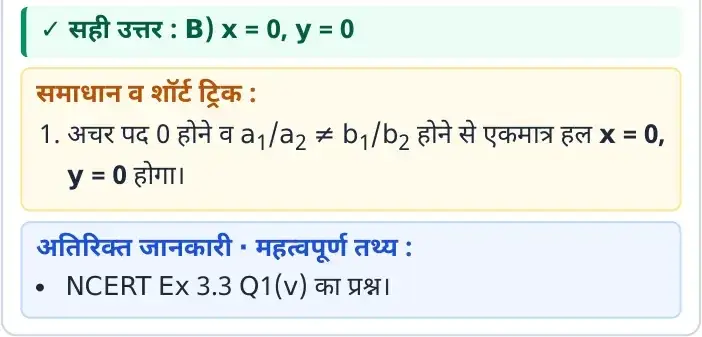 ✓ सही उत्तर : B) x = 0, y = 0
समाधान व शॉर्ट ट्रिक :
1. अचर पद 0 होने व a₁/a₂ ≠ b₁/b₂ होने से एकमात्र हल x = 0,
y = 0 होगा।
अतिरिक्त जानकारी · महत्वपूर्ण तथ्य :
• NCERT Ex 3.3 Q1(v) का प्रश्न।